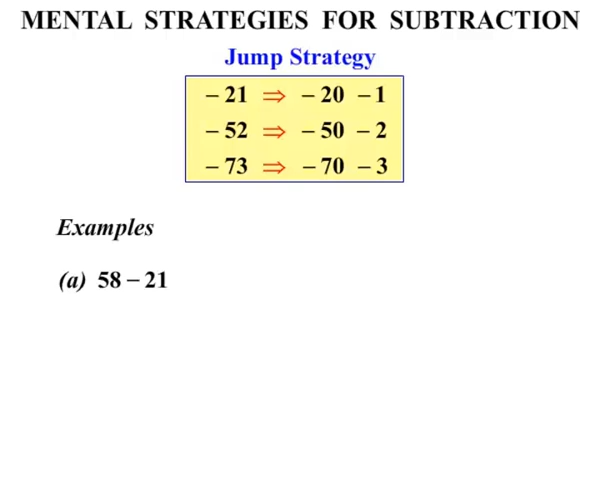 MENTAL STRATEGIES FOR SUBTRACTION
Jump Strategy
– 21 ⇒ – 20 – 1
– 52 ⇒ – 50 – 2
– 73 ⇒ – 70 – 3
Examples
(a) 58 – 21